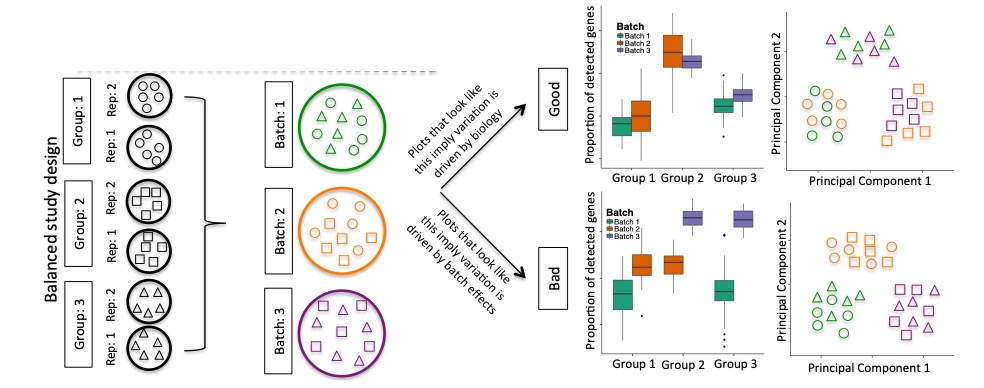 Balanced study design
Group: 1
Rep: 2
Rep: 1
Group: 2
Rep: 2
Rep: 1
Group: 3
Rep: 2
Rep: 1
Batch: 1
Batch: 2
Batch: 3
Plots that look like
this imply variation is
driven by biology
Good
Plots that look like
this imply variation is
driven by batch effects
Bad
Proportion of detected genes
Batch
Batch 1
Batch 2
Batch 3
Group 1 Group 2 Group 3
Principal Component 2
Principal Component 1
Proportion of detected genes
Batch
Batch 1
Batch 2
Batch 3
Group 1 Group 2 Group 3
Principal Component 2
Principal Component 1